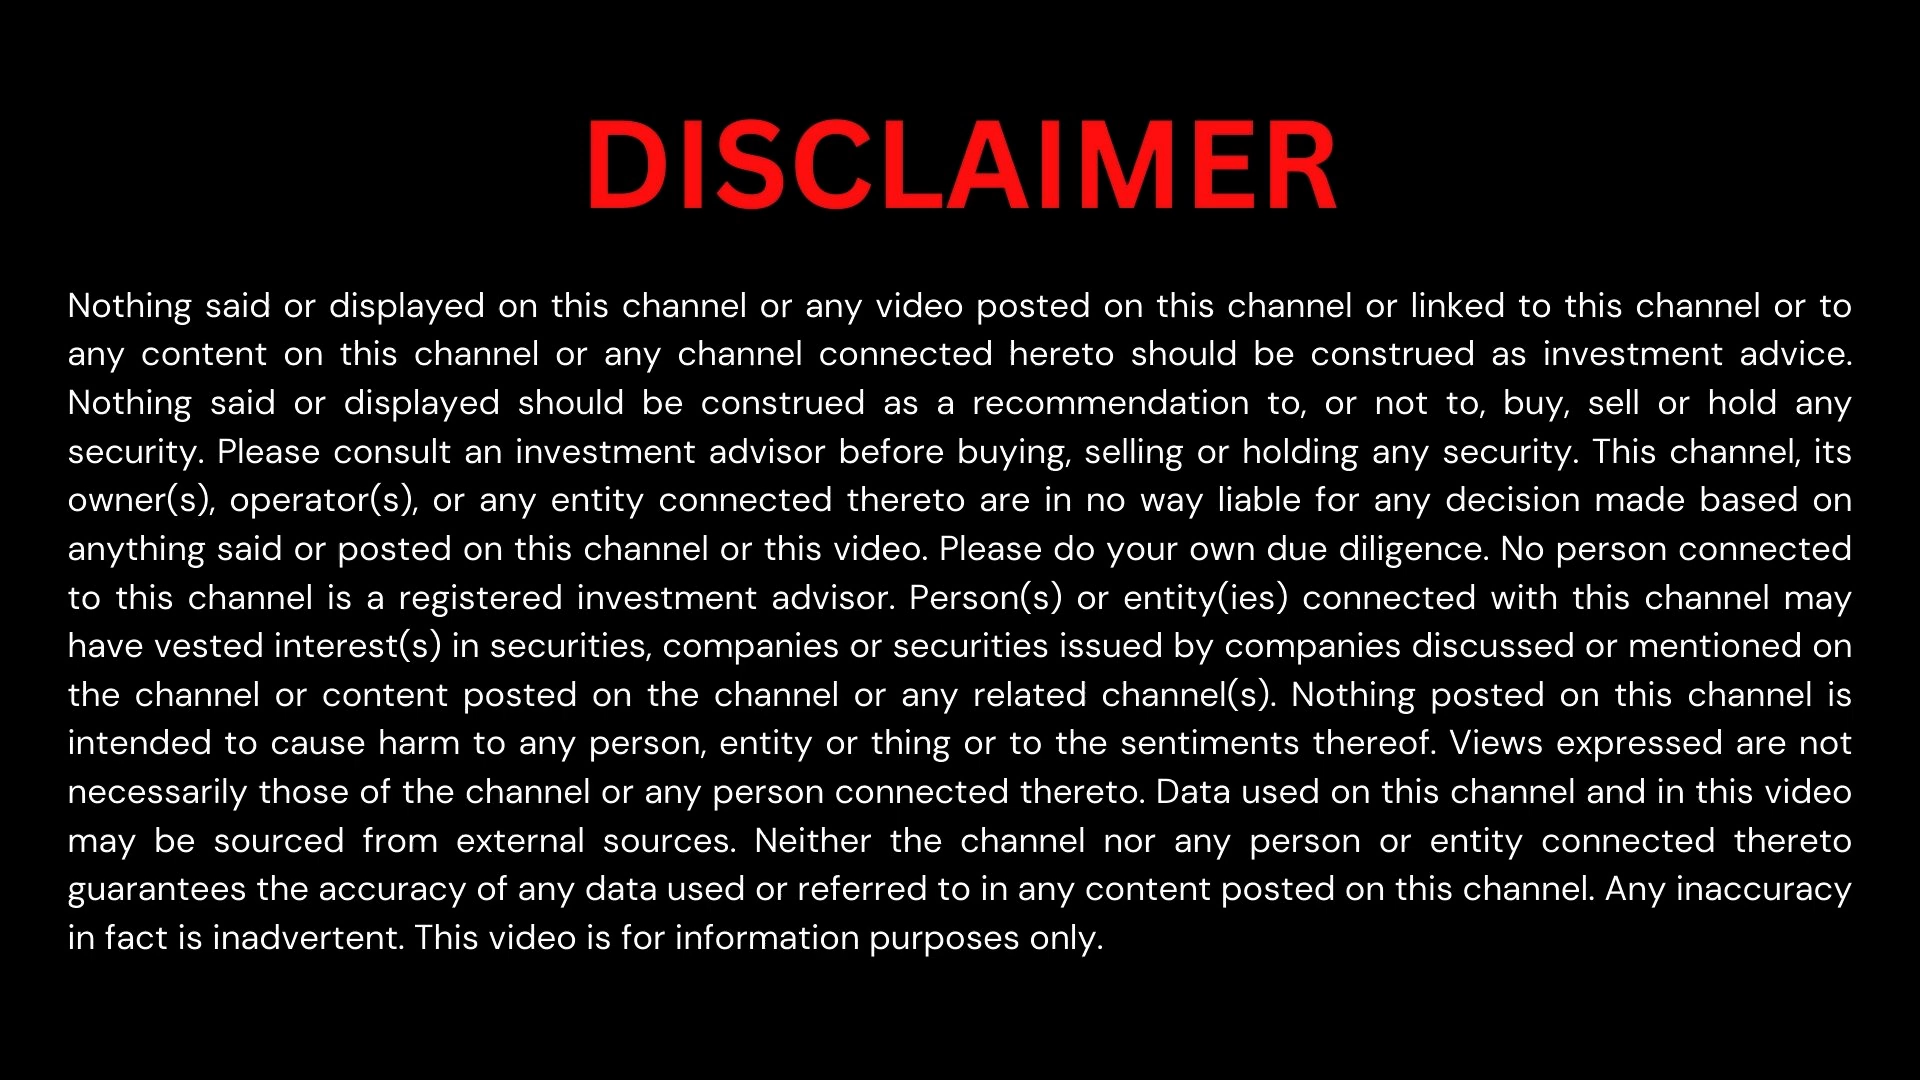 DISCLAIMER
Nothing said or displayed on this channel or any video posted on this channel or linked to this channel or to
any content on this channel or any channel connected hereto should be construed as investment advice.
Nothing said or displayed should be construed as a recommendation to, or not to, buy, sell or hold any
security. Please consult an investment advisor before buying, selling or holding any security. This channel, its
owner(s), operator(s), or any entity connected thereto are in no way liable for any decision made based on
anything said or posted on this channel or this video. Please do your own due diligence. No person connected
to this channel is a registered investment advisor. Person(s) or entity(ies) connected with this channel may
have vested interest(s) in securities, companies or securities issued by companies discussed or mentioned on
the channel or content posted on the channel or any related channel(s). Nothing posted on this channel is
intended to cause harm to any person, entity or thing or to the sentiments thereof. Views expressed are not
necessarily those of the channel or any person connected thereto. Data used on this channel and in this video
may be sourced from external sources. Neither the channel nor any person or entity connected thereto
guarantees the accuracy of any data used or referred to in any content posted on this channel. Any inaccuracy
in fact is inadvertent. This video is for information purposes only.